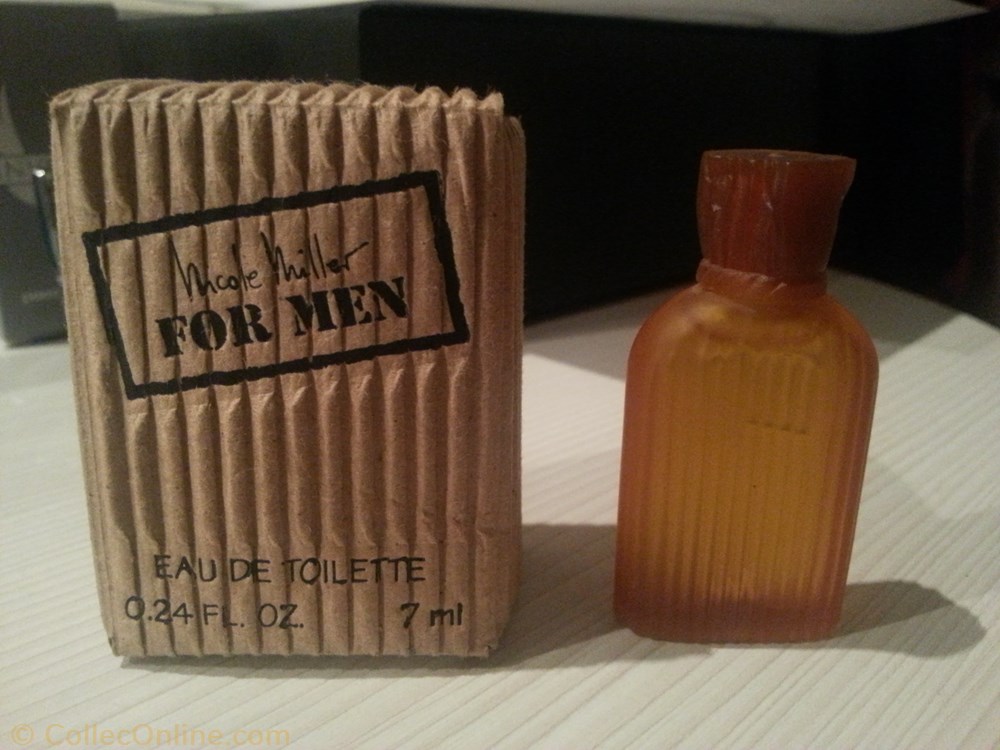 Nicole Miller
FOR MEN
EAU DE TOILETTE
0.24 FL. OZ. 7 ml
© CollecOnline.com